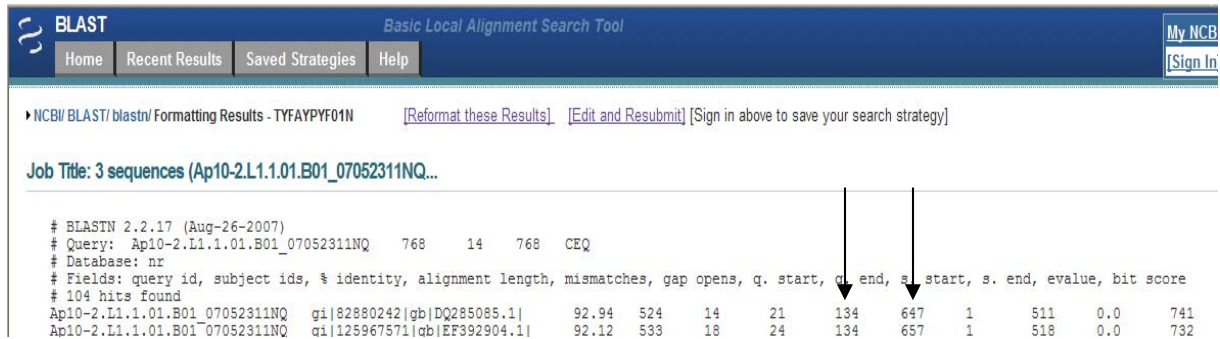 BLAST Basic Local Alignment Search Tool
My NCB
Home Recent Results Saved Strategies Help
[Sign In]
NCBI/ BLAST/ blastn/ Formatting Results - TYFAYPYF01N [Reformat these Results] [Edit and Resubmit] [Sign in above to save your search strategy]
Job Title: 3 sequences (Ap10-2.L1.1.01.B01_07052311NQ...
# BLASTN 2.2.17 (Aug-26-2007)
# Query: Ap10-2.L1.1.01.B01_07052311NQ 768 14 768 CEQ
# Database: nr
# Fields: query id, subject ids, % identity, alignment length, mismatches, gap opens, q. start, q. end, s. start, s. end, evalue, bit score
# 104 hits found
Ap10-2.L1.1.01.B01_07052311NQ gi|82880242|gb|DQ285085.1| 92.94 524 14 21 134 647 1 511 0.0 741
Ap10-2.L1.1.01.B01_07052311NQ gi|125967571|gb|EF392904.1| 92.12 533 18 24 134 657 1 518 0.0 732